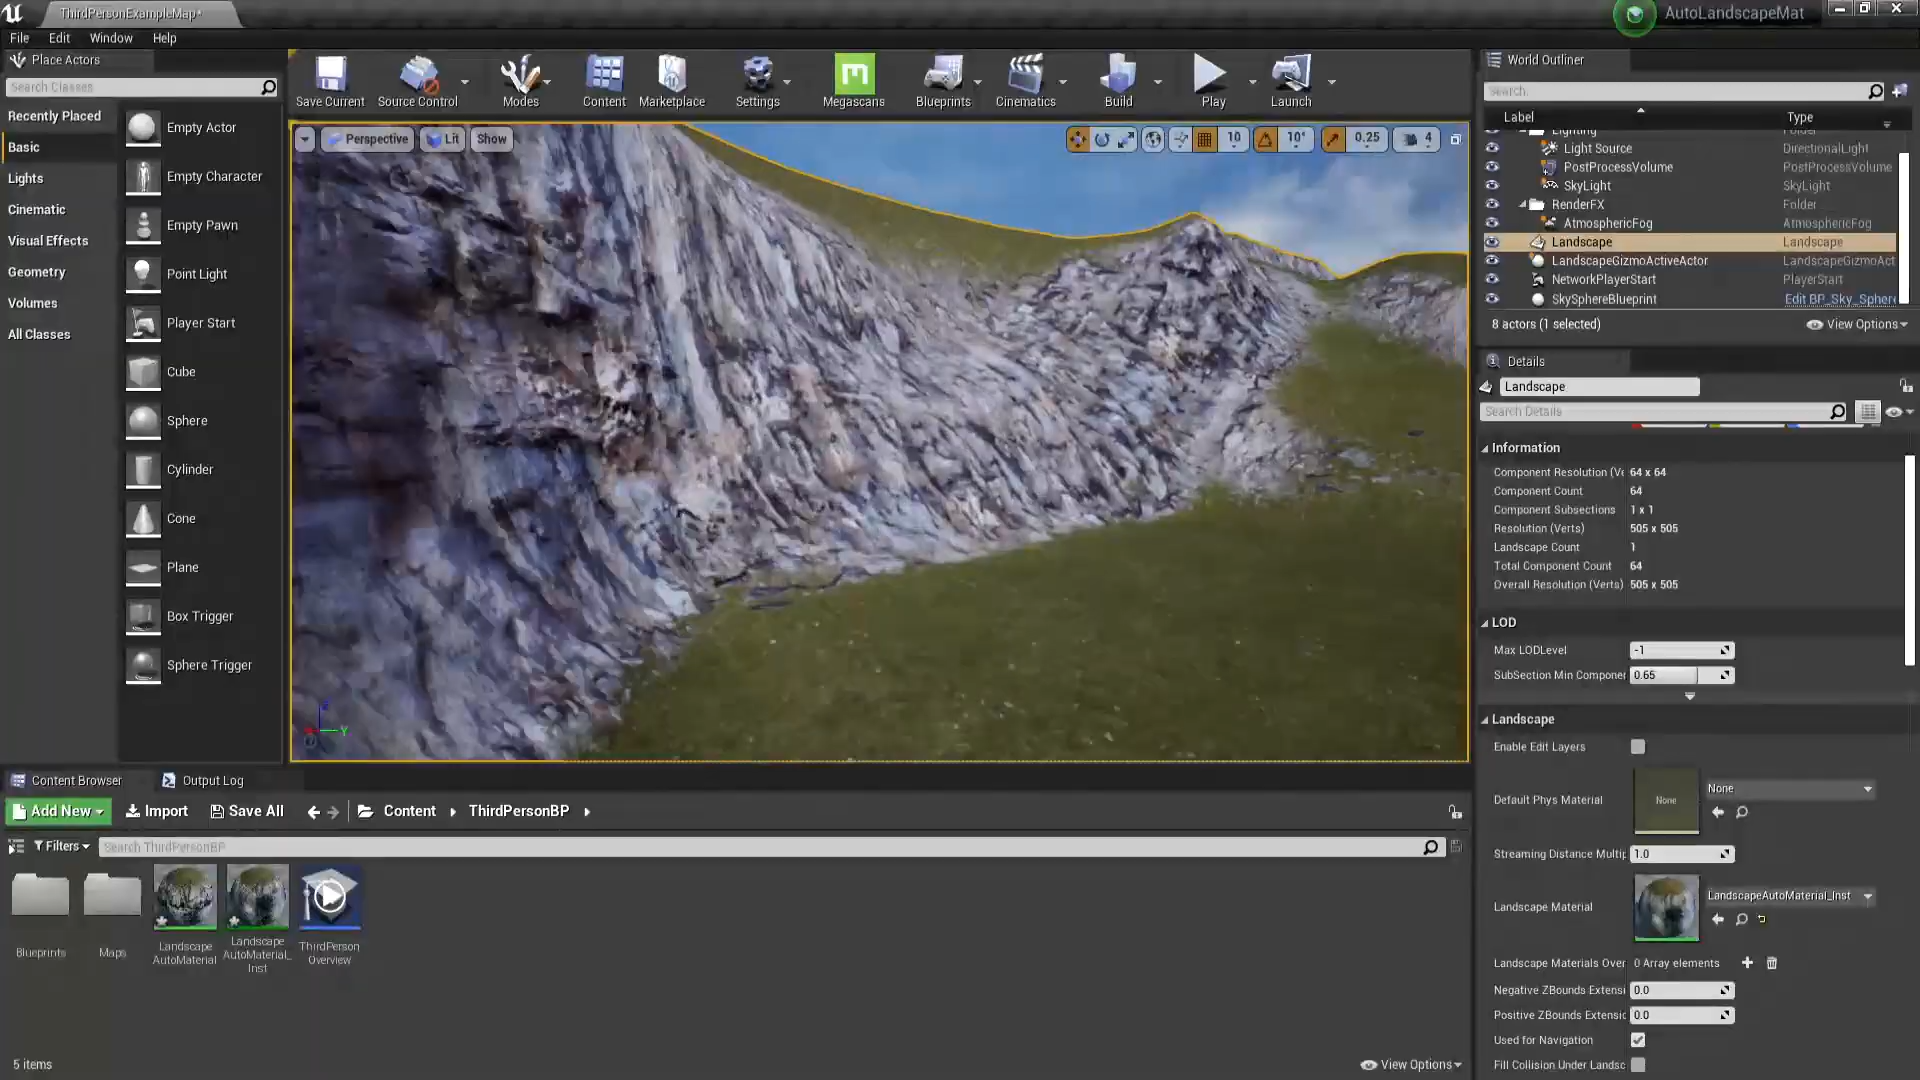 ThirdPersonExampleMap*
AutoLandscapeMat
File Edit Window Help
Place Actors
Search Classes
Recently Placed
Basic
Lights
Cinematic
Visual Effects
Geometry
Volumes
All Classes
Empty Actor
Empty Character
Empty Pawn
Point Light
Player Start
Cube
Sphere
Cylinder
Cone
Plane
Box Trigger
Sphere Trigger
Save Current
Source Control
Modes
Content
Marketplace
Settings
Megascans
Blueprints
Cinematics
Build
Play
Launch
Perspective Lit Show
10 10° 0.25 4
Z
Y
World Outliner
Search.
Label Type
Lighting Folder
Light Source DirectionalLight
PostProcessVolume PostProcessVolume
SkyLight SkyLight
RenderFX Folder
AtmosphericFog AtmosphericFog
Landscape Landscape
LandscapeGizmoActiveActor LandscapeGizmoAct
NetworkPlayerStart PlayerStart
SkySphereBlueprint Edit BP_Sky_Sphere
8 actors (1 selected) View Options
Details
Landscape
Search Details
Information
Component Resolution (Ve 64 x 64
Component Count 64
Component Subsections 1 x 1
Resolution (Verts) 505 x 505
Landscape Count 1
Total Component Count 64
Overall Resolution (Verts) 505 x 505
LOD
Max LODLevel -1
SubSection Min Componer 0.65
Landscape
Enable Edit Layers
Default Phys Material None None
Streaming Distance Multip 1.0
Landscape Material LandscapeAutoMaterial_Inst
Landscape Materials Over 0 Array elements
Negative ZBounds Extensi 0.0
Positive ZBounds Extensic 0.0
Used for Navigation
Fill Collision Under Landsc
Content Browser Output Log
Add New Import Save All Content ThirdPersonBP
Filters Search ThirdPersonBP
Blueprints
Maps
Landscape
AutoMaterial
Landscape
AutoMaterial_
Inst
ThirdPerson
Overview
5 items View Options